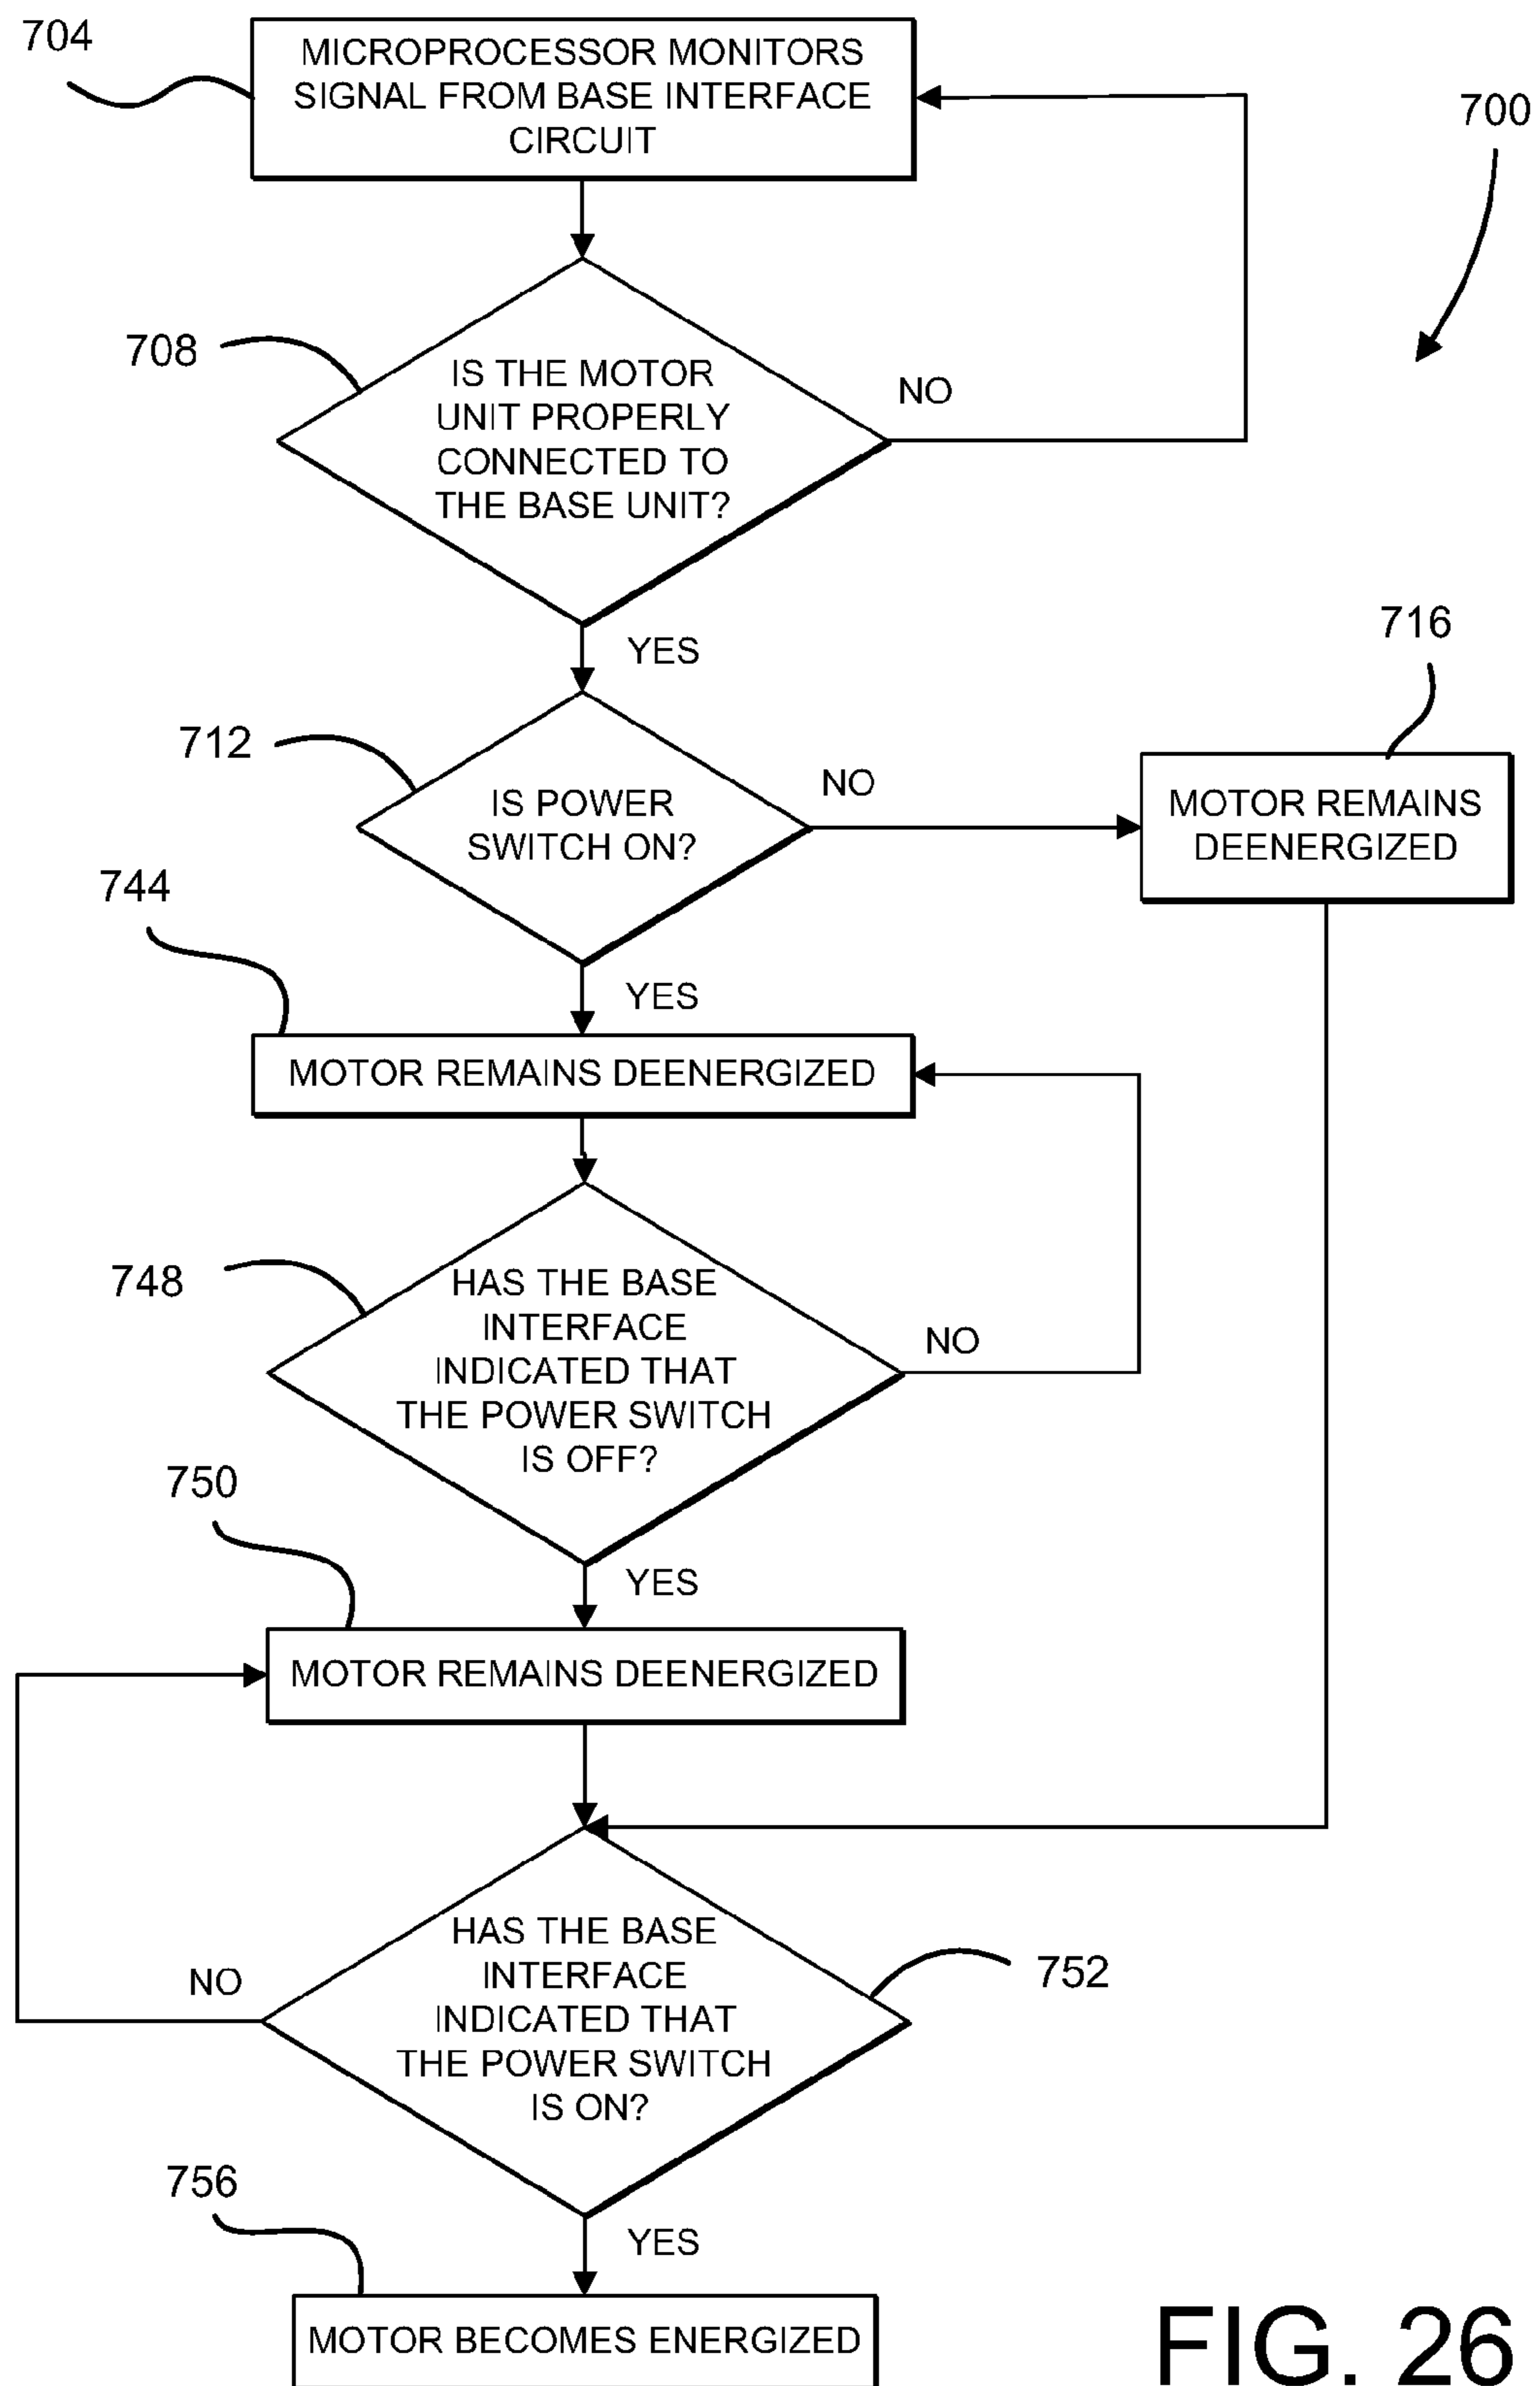 704
MICROPROCESSOR MONITORS
SIGNAL FROM BASE INTERFACE
CIRCUIT
700
708
IS THE MOTOR
UNIT PROPERLY
CONNECTED TO
THE BASE UNIT?
NO
YES
716
712
IS POWER
SWITCH ON?
NO
MOTOR REMAINS
DEENERGIZED
744
YES
MOTOR REMAINS DEENERGIZED
748
HAS THE BASE
INTERFACE
INDICATED THAT
THE POWER SWITCH
IS OFF?
NO
750
YES
MOTOR REMAINS DEENERGIZED
HAS THE BASE
INTERFACE
INDICATED THAT
THE POWER SWITCH
IS ON?
NO
752
756
YES
MOTOR BECOMES ENERGIZED
FIG. 26